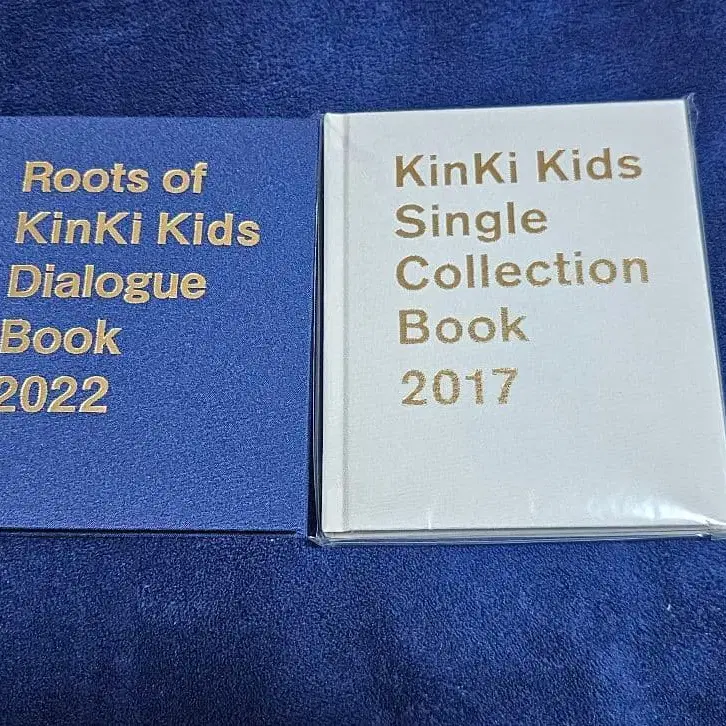 Roots of
KinKi Kids
Dialogue
Book
2022
KinKi Kids
Single
Collection
Book
2017